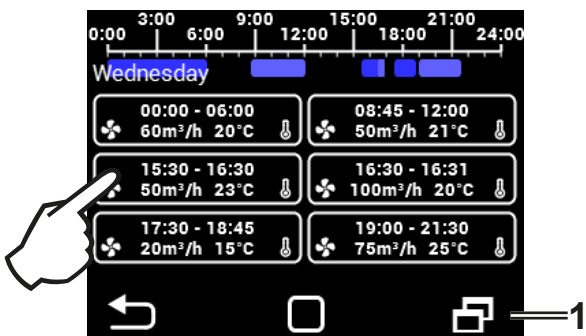 3:00 9:00 15:00 21:00
0:00 6:00 12:00 18:00 24:00
Wednesday
00:00 - 06:00
60m³/h 20°C
08:45 - 12:00
50m³/h 21°C
15:30 - 16:30
50m³/h 23°C
16:30 - 16:31
100m³/h 20°C
17:30 - 18:45
20m³/h 15°C
19:00 - 21:30
75m³/h 25°C
1